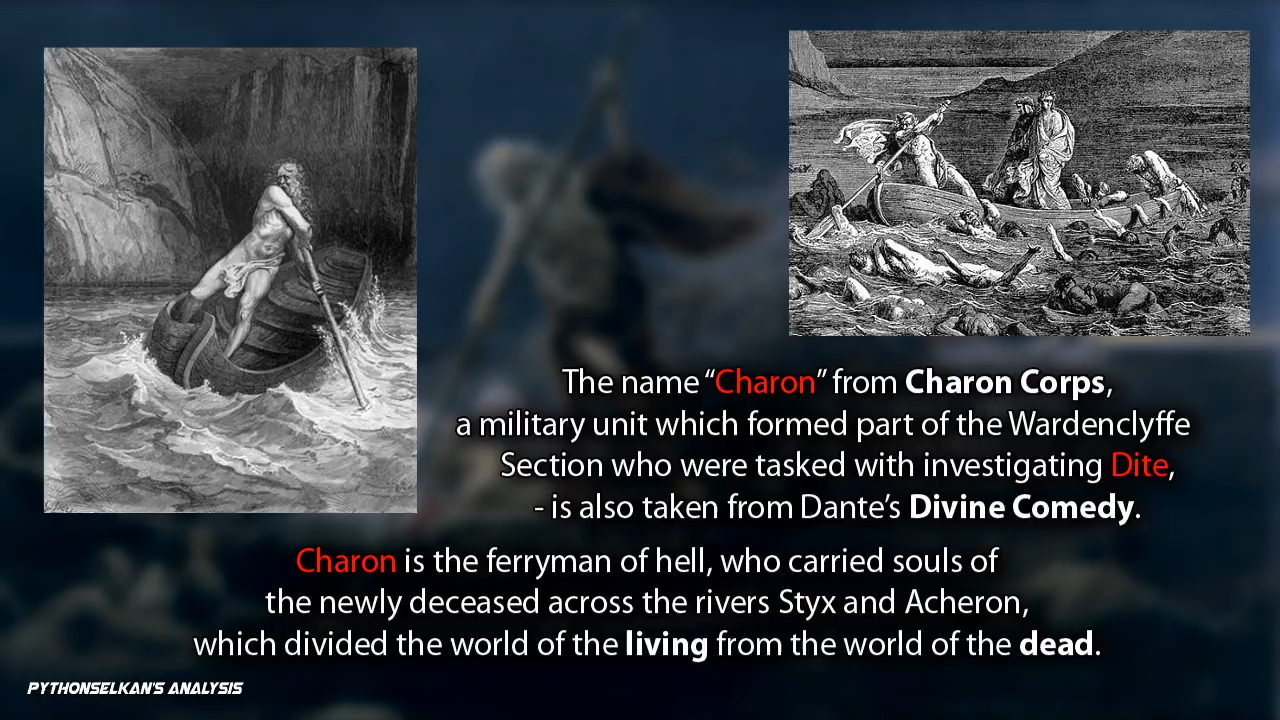 The name “Charon” from Charon Corps,
a military unit which formed part of the Wardenclyffe
Section who were tasked with investigating Dite,
- is also taken from Dante’s Divine Comedy.
Charon is the ferryman of hell, who carried souls of
the newly deceased across the rivers Styx and Acheron,
which divided the world of the living from the world of the dead.
PYTHONSELKAN'S ANALYSIS